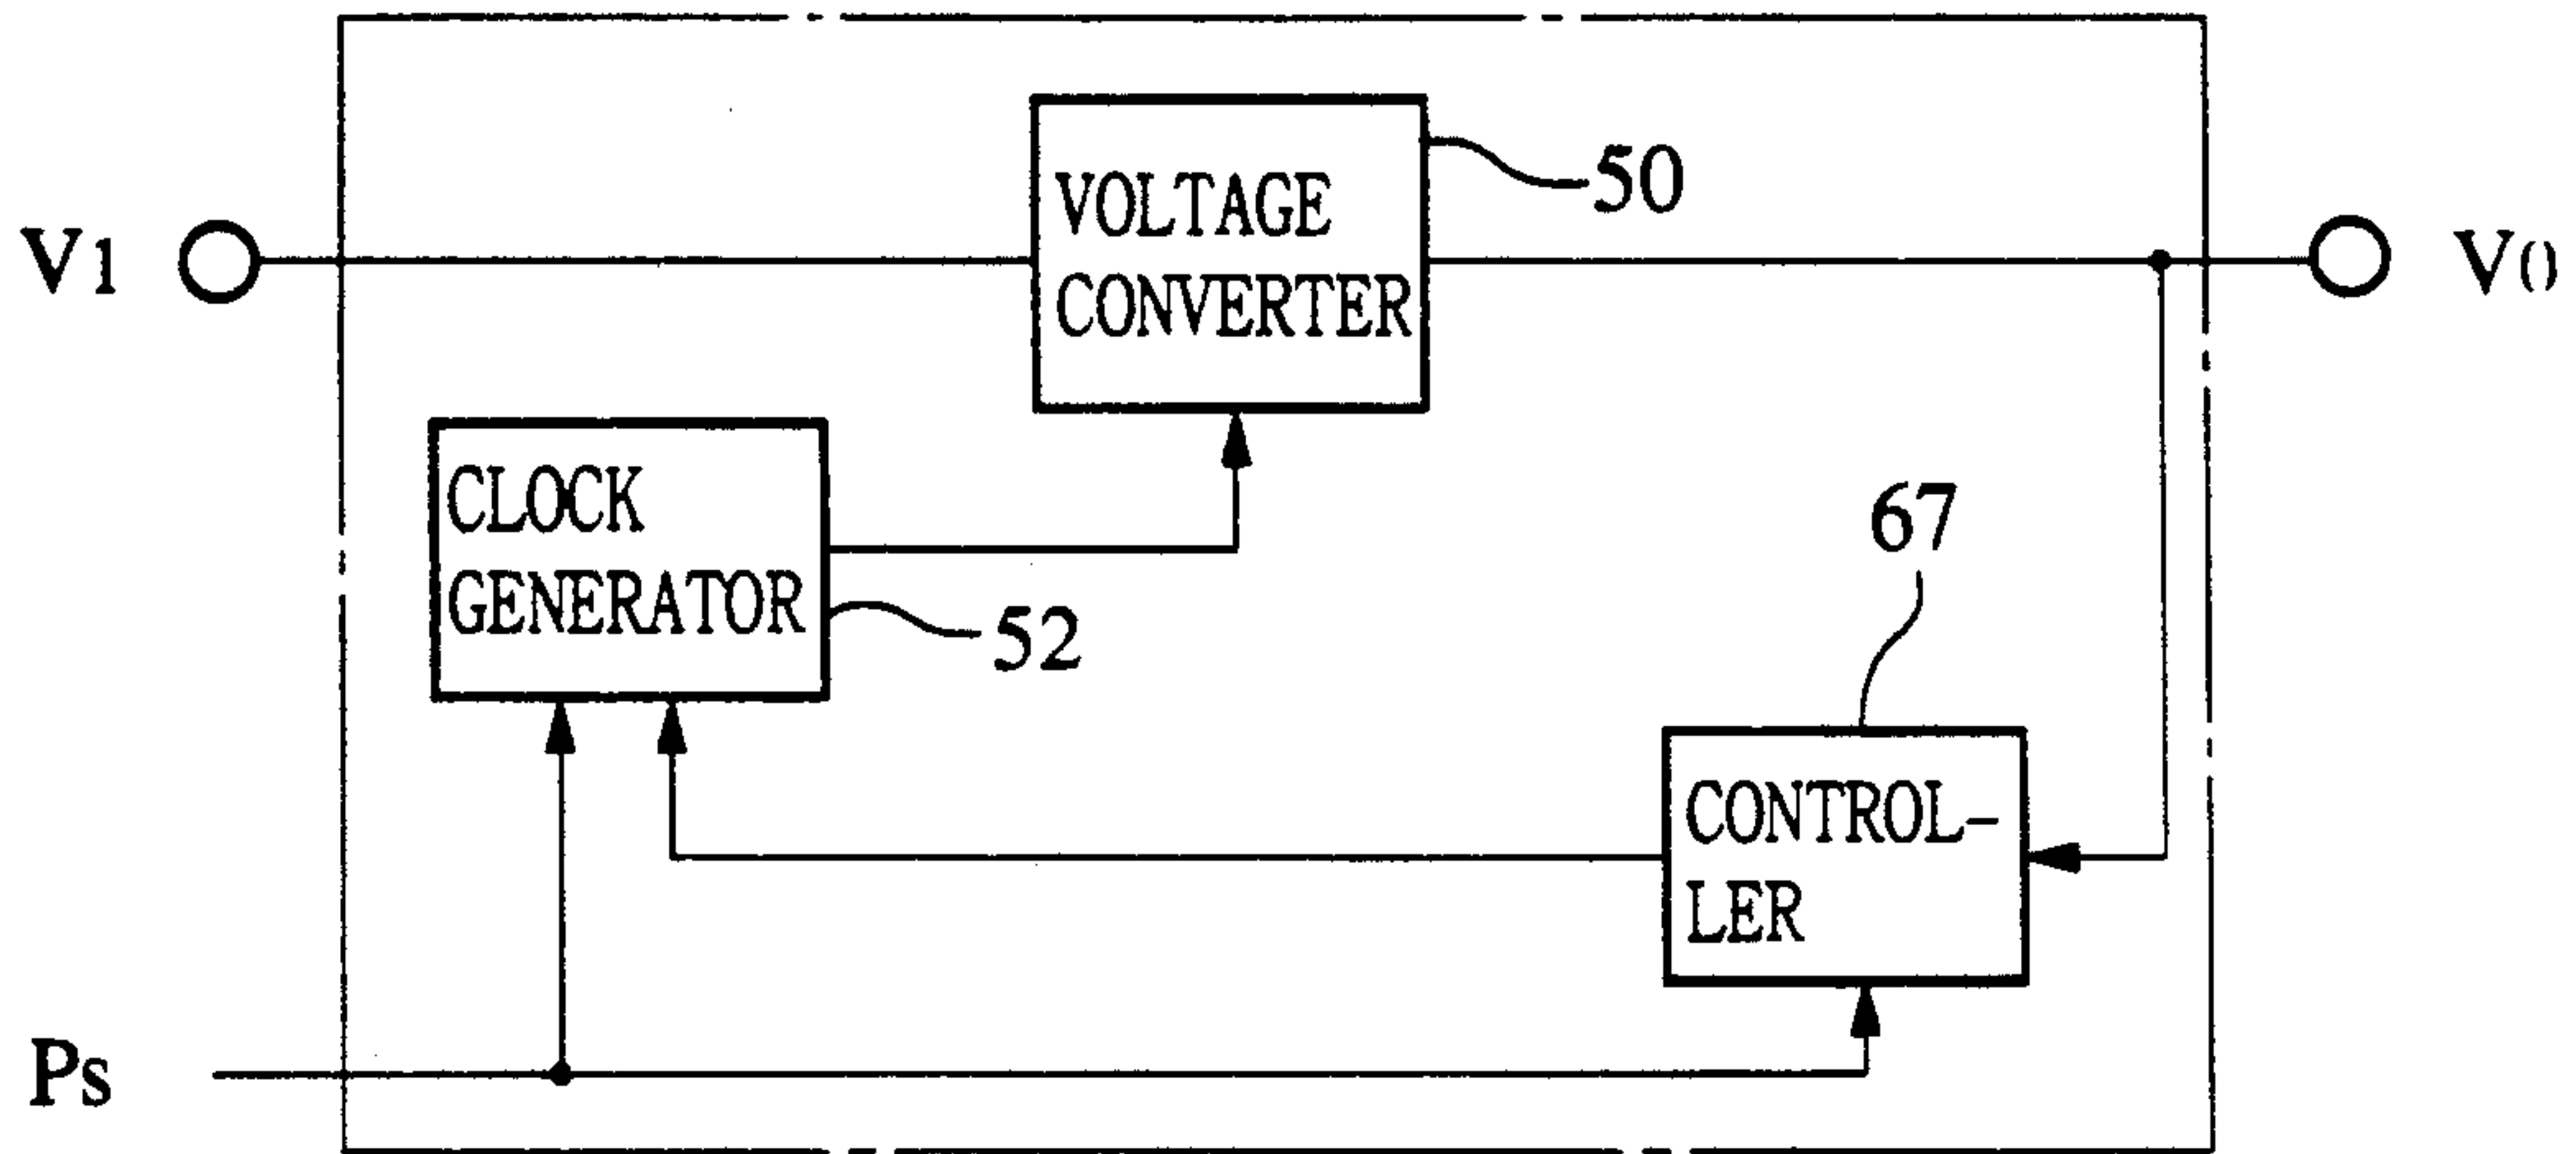 VOLTAGE
CONVERTER
50
V1
V0
CLOCK
GENERATOR
52
67
CONTROL-
LER
Ps